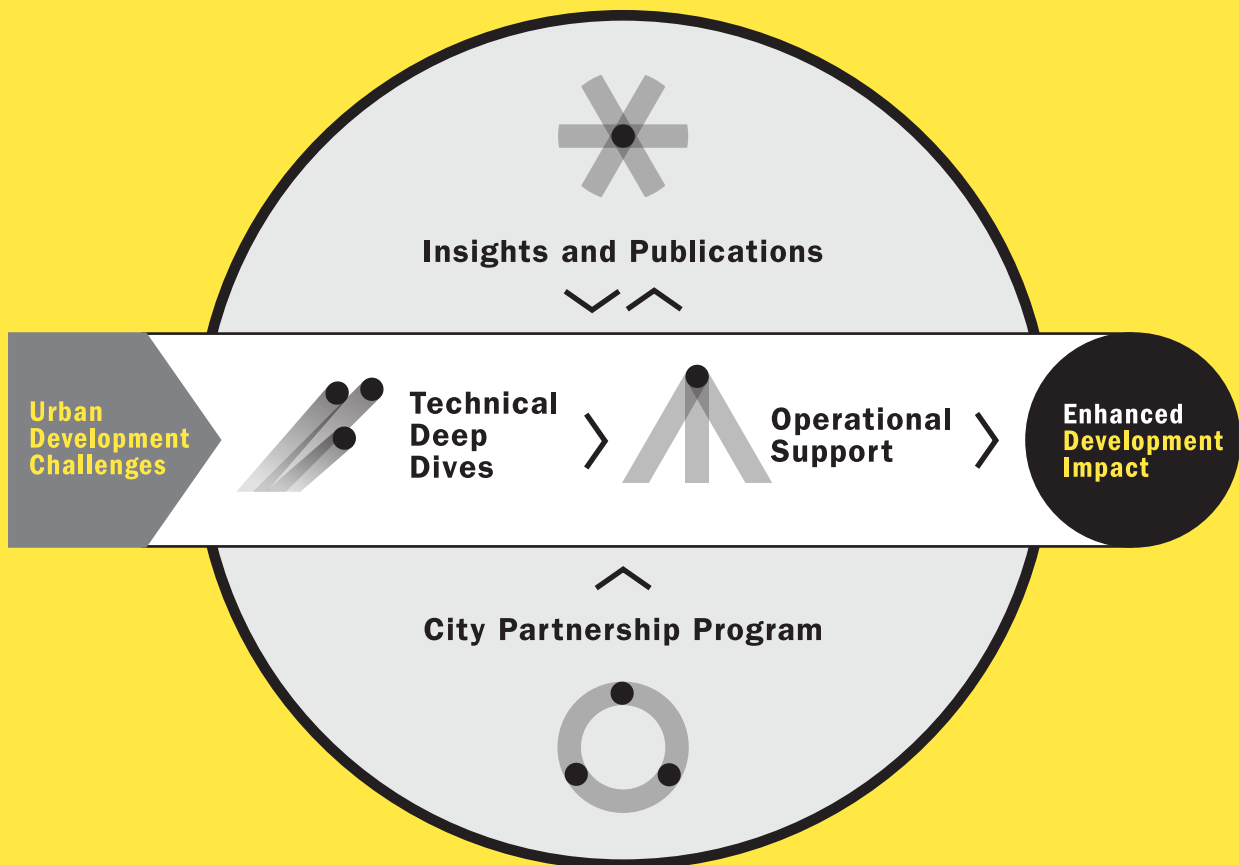 Insights and Publications
Urban
Development
Challenges
Technical
Deep
Dives
Operational
Support
Enhanced
Development
Impact
City Partnership Program